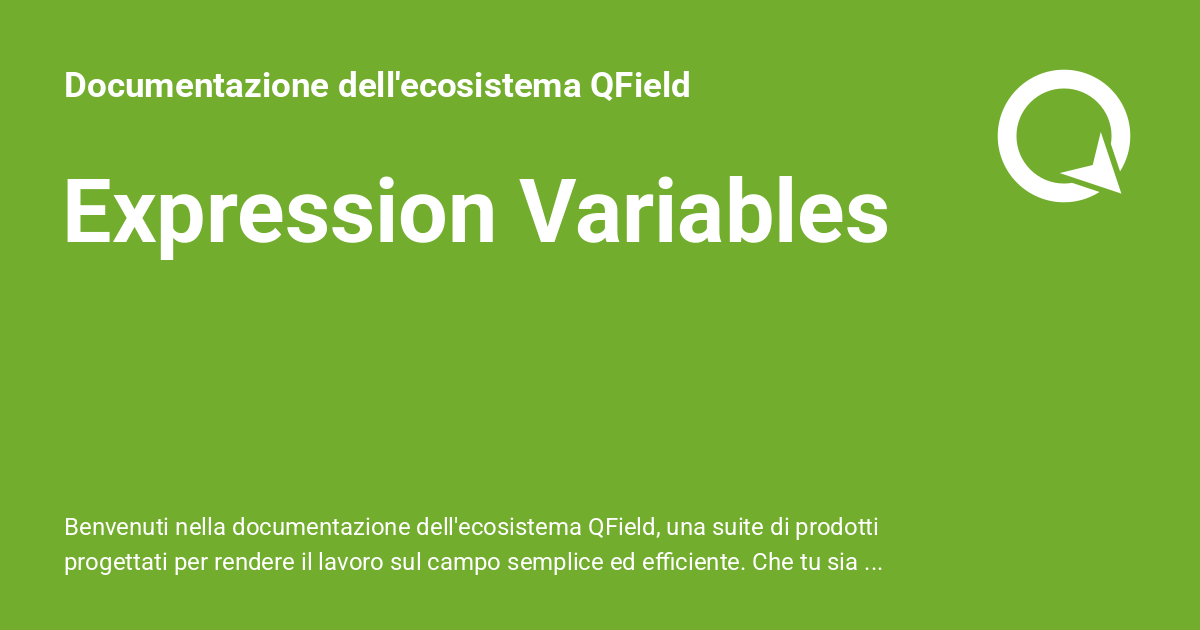 Documentazione dell'ecosistema QField
Expression Variables
Benvenuti nella documentazione dell'ecosistema QField, una suite di prodotti
progettati per rendere il lavoro sul campo semplice ed efficiente. Che tu sia ...